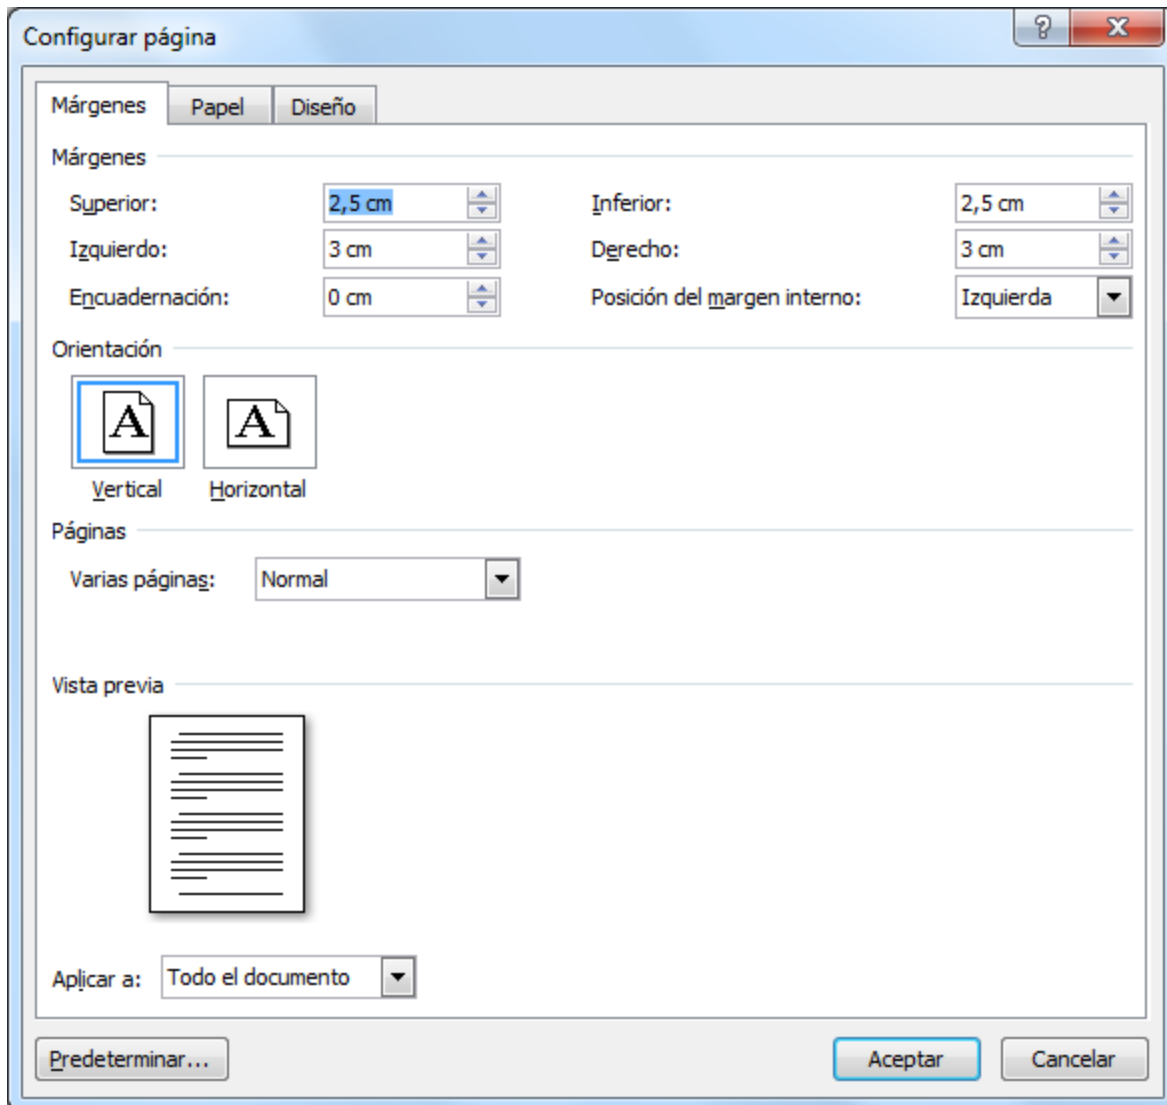 Configurar página
Márgenes Papel Diseño
Márgenes
Superior: 2,5 cm Inferior: 2,5 cm
Izquierdo: 3 cm Derecho: 3 cm
Encuadernación: 0 cm Posición del margen interno: Izquierda
Orientación
A A
Vertical Horizontal
Páginas
Varias páginas: Normal
Vista previa
Aplicar a: Todo el documento
Predeterminar... Aceptar Cancelar